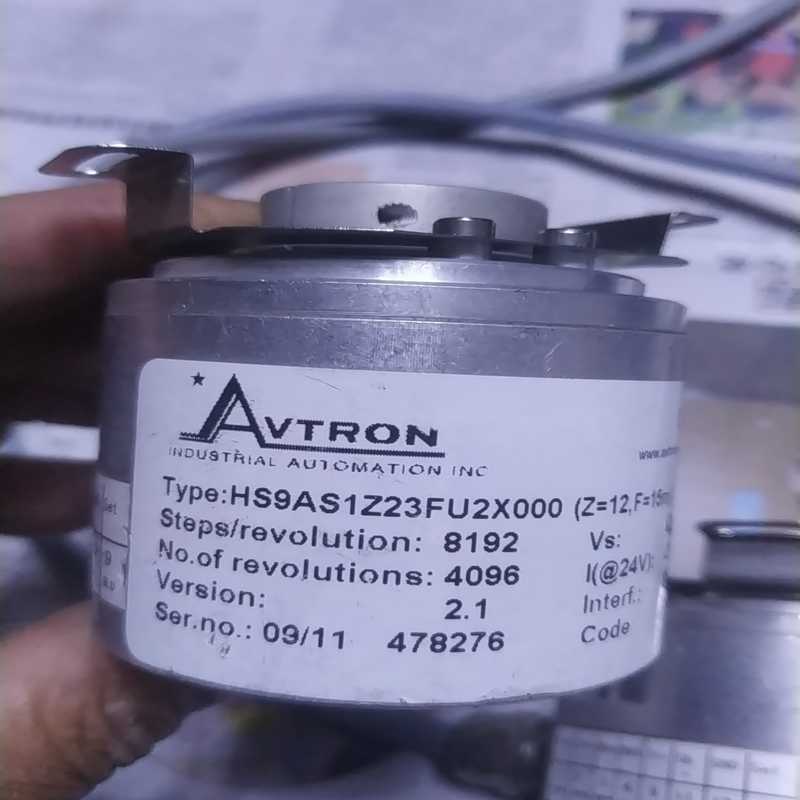 AVTRON
INDUSTRIAL AUTOMATION INC
Type:HS9AS1Z23FU2X000 (Z=12,F=15mm
Steps/revolution: 8192 Vs:
No.of revolutions: 4096 I(@24V):
Version: 2.1 Interf.:
Ser.no.: 09/11 478276 Code